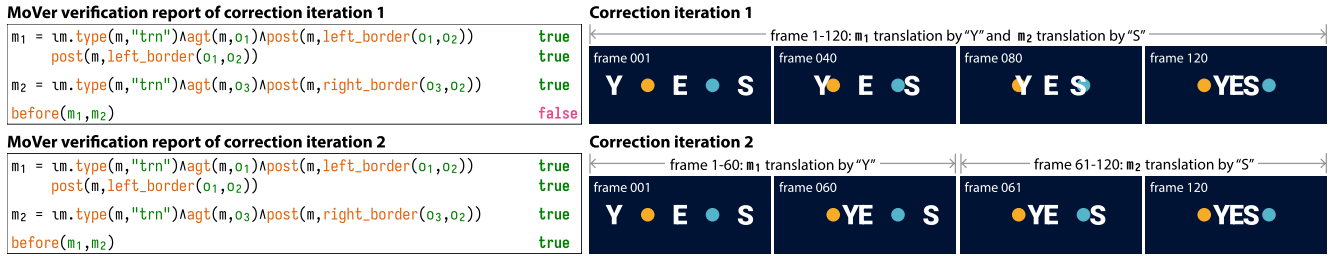 MoVer verification report of correction iteration 1
m₁ = ιm.type(m,"trn")∧agt(m,o₁)∧post(m,left_border(o₁,o₂)) true
post(m,left_border(o₁,o₂)) true
m₂ = ιm.type(m,"trn")∧agt(m,o₃)∧post(m,right_border(o₃,o₂)) true
before(m₁,m₂) false
Correction iteration 1
frame 1-120: m₁ translation by "Y" and m₂ translation by "S"
frame 001 frame 040 frame 080 frame 120
Y E S Y E S Y E S YES
MoVer verification report of correction iteration 2
m₁ = ιm.type(m,"trn")∧agt(m,o₁)∧post(m,left_border(o₁,o₂)) true
post(m,left_border(o₁,o₂)) true
m₂ = ιm.type(m,"trn")∧agt(m,o₃)∧post(m,right_border(o₃,o₂)) true
before(m₁,m₂) true
Correction iteration 2
frame 1-60: m₁ translation by "Y" frame 61-120: m₂ translation by "S"
frame 001 frame 060 frame 061 frame 120
Y E S YE S YE S YES